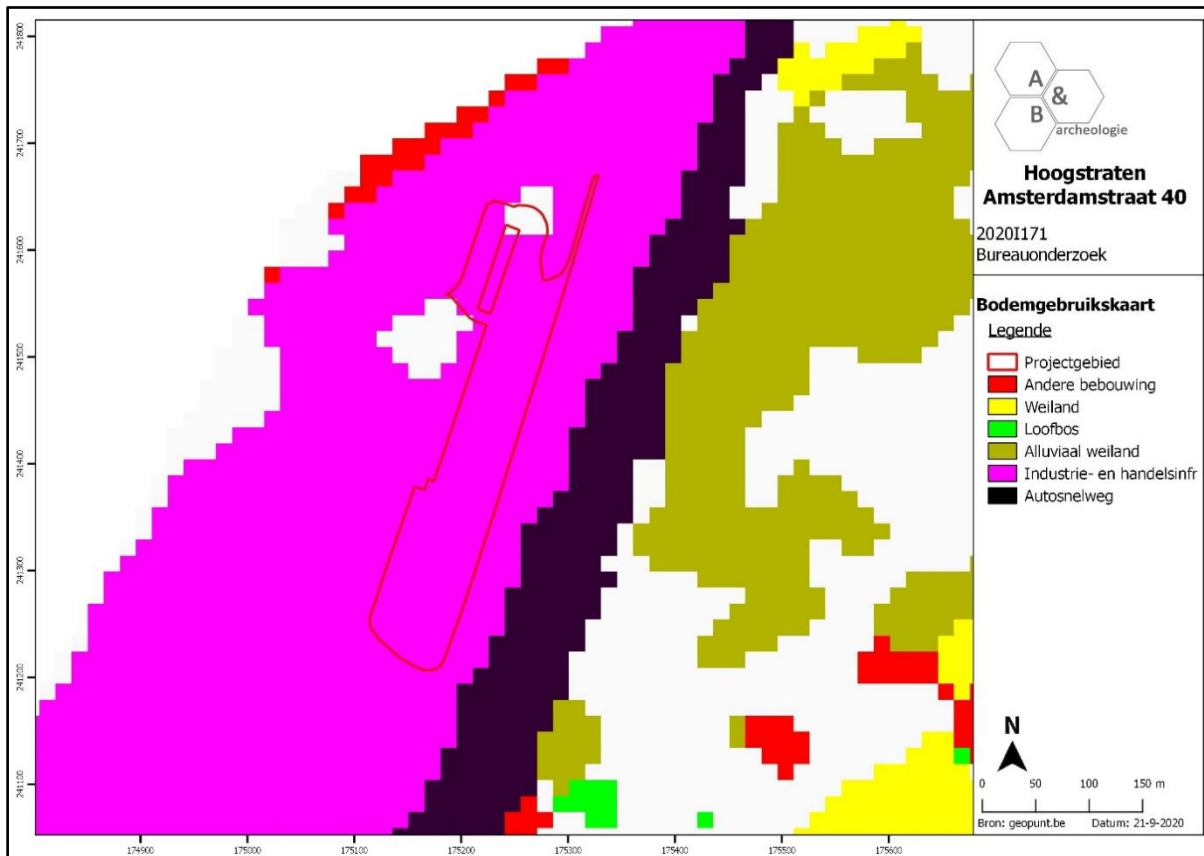 A
&
B
archeologie
Hoogstraten
Amsterdamstraat 40
2020I171
Bureauonderzoek
Bodemgebruikskaart
Legende
Projectgebied
Andere bebouwing
Weiland
Loofbos
Alluviaal weiland
Industrie- en handelsinfr
Autosnelweg
N
0 50 100 150 m
Bron: geopunt.be Datum: 21-9-2020
241800
241700
241600
241500
241400
241300
241200
241100
174900 175000 175100 175200 175300 175400 175500 175600